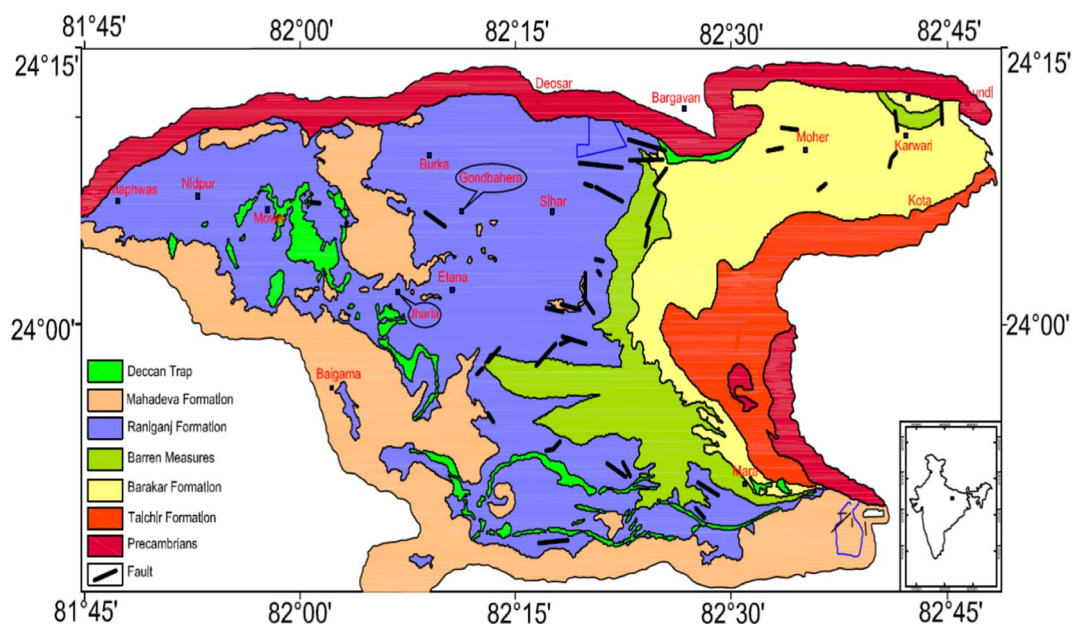 81°45' 82°00' 82°15' 82°30' 82°45'
24°15' 24°15'
Deosar
Bargavan
undl
Moher
Karwari
Burka
Gondbahera
Maphwas
Nidpur
Sihar
Kota
Etana
Jharia
24°00' 24°00'
Baigama
Mara
Deccan Trap
Mahadeva Formation
Raniganj Formation
Barren Measures
Barakar Formation
Talchir Formation
Precambrians
Fault
81°45' 82°00' 82°15' 82°30' 82°45'